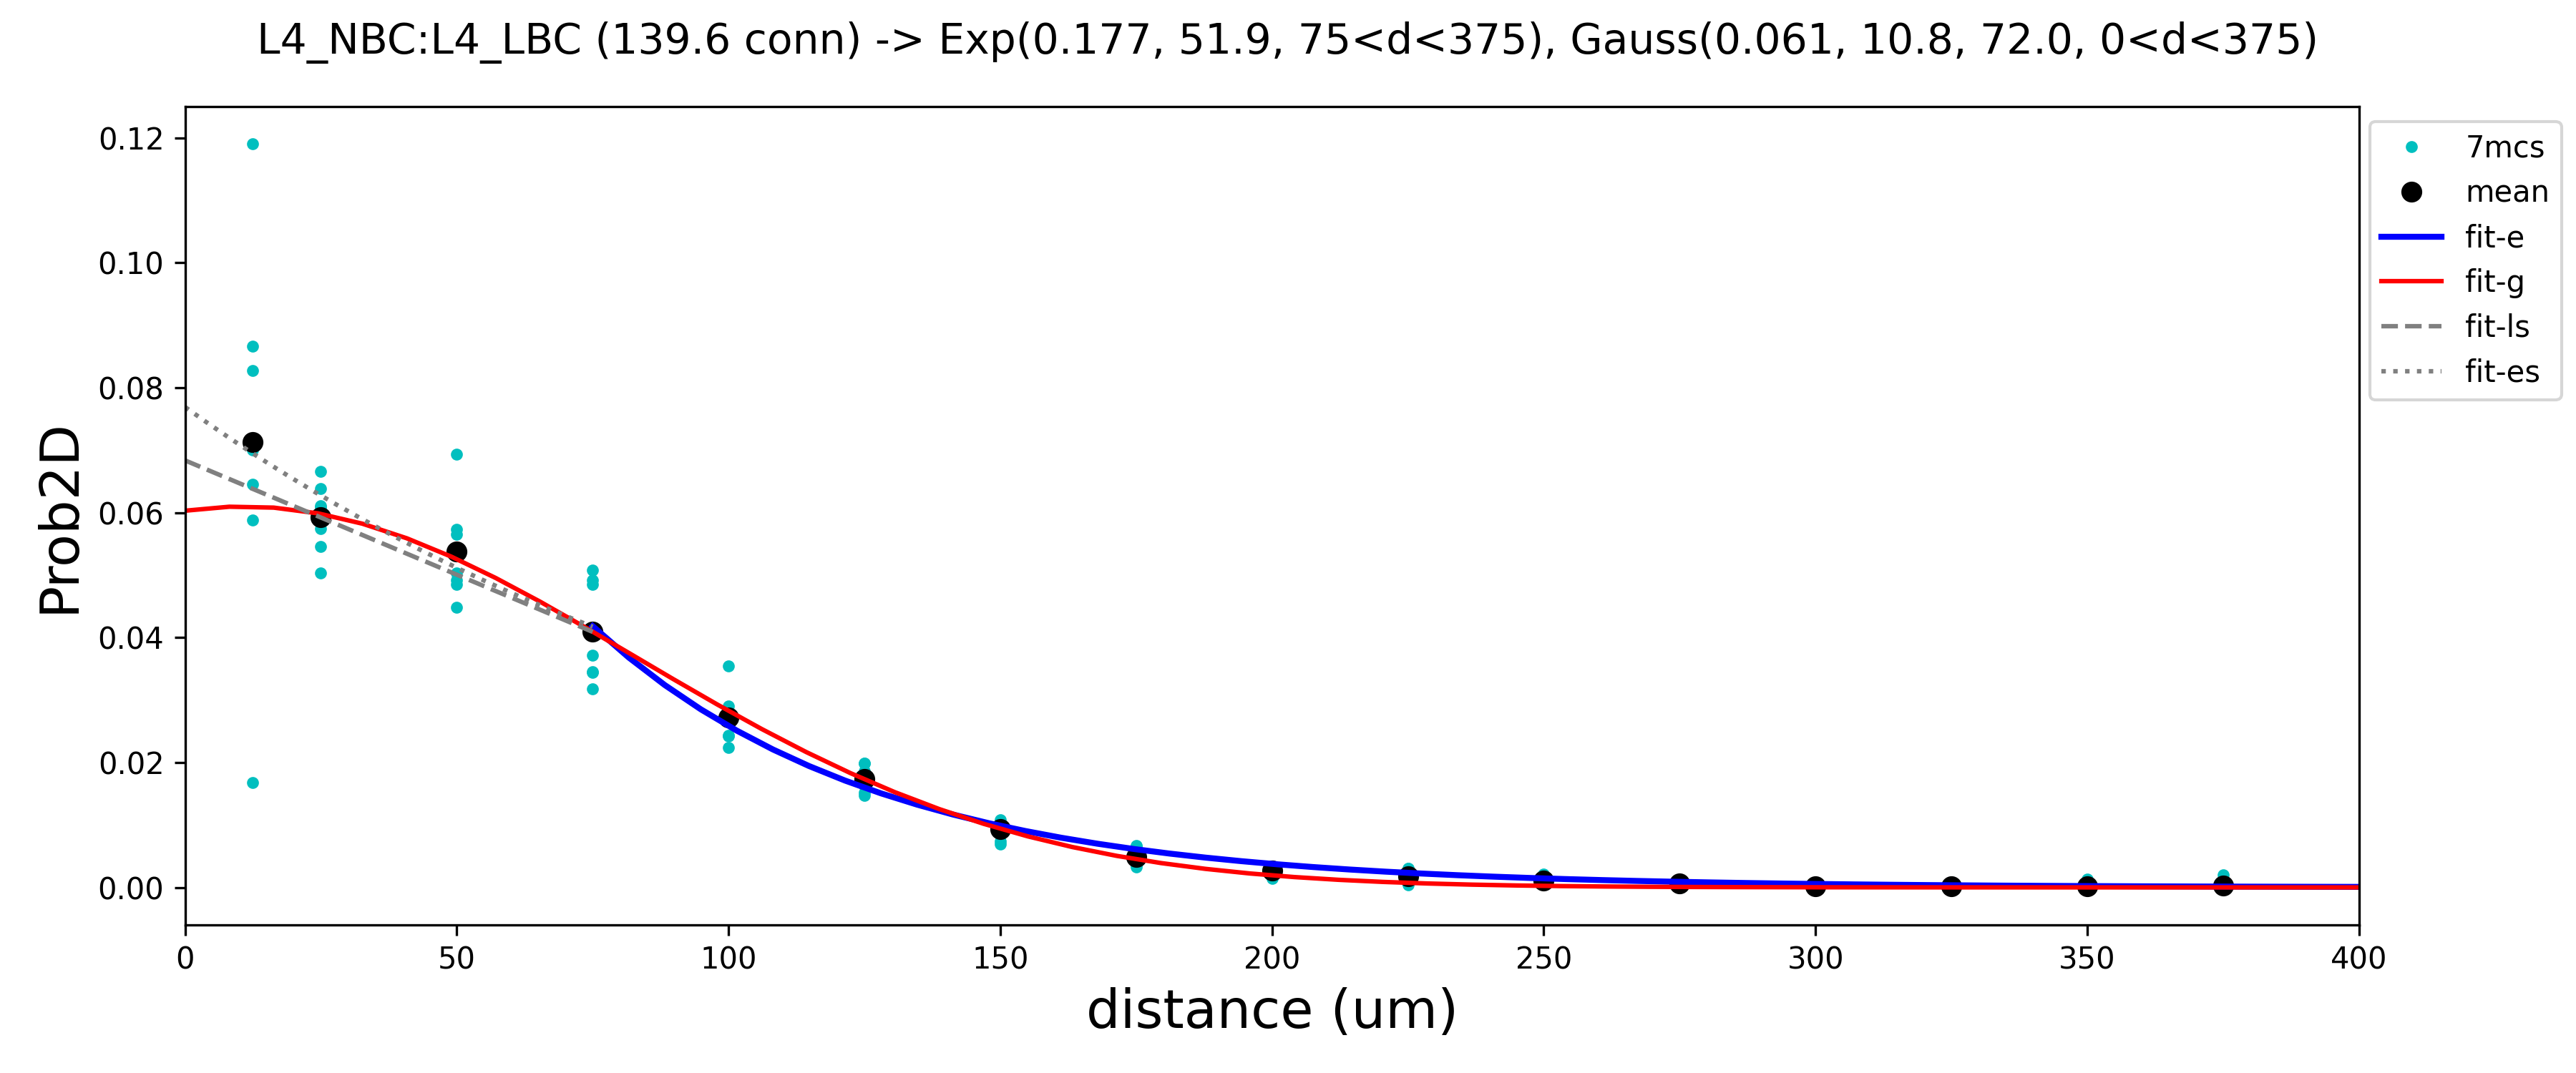 L4_NBC:L4_LBC (139.6 conn) -> Exp(0.177, 51.9, 75<d<375), Gauss(0.061, 10.8, 72.0, 0<d<375)
0.12
0.10
0.08
0.06
0.04
0.02
0.00
Prob2D
0 50 100 150 200 250 300 350 400
distance (um)
7mcs
mean
fit-e
fit-g
fit-ls
fit-es